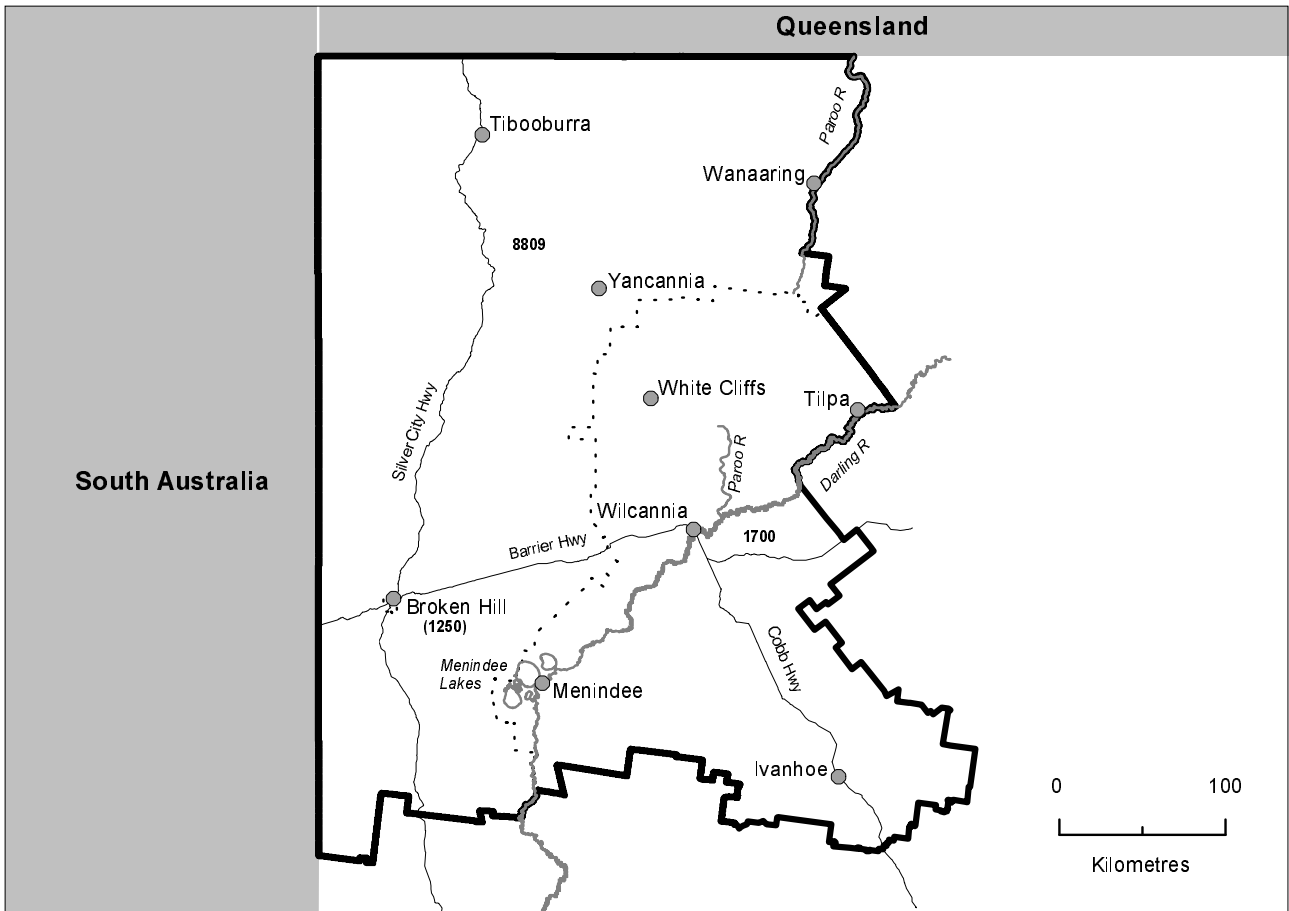 Queensland
Tibooburra
Paroo R
Wanaaring
8809
Yancannia
Silver City Hwy
White Cliffs
Tilpa
Paroo R
Darling R
South Australia
Wilcannia
1700
Barrier Hwy
Broken Hill
(1250)
Cobb Hwy
Menindee
Lakes
Menindee
Ivanhoe
0 100
Kilometres